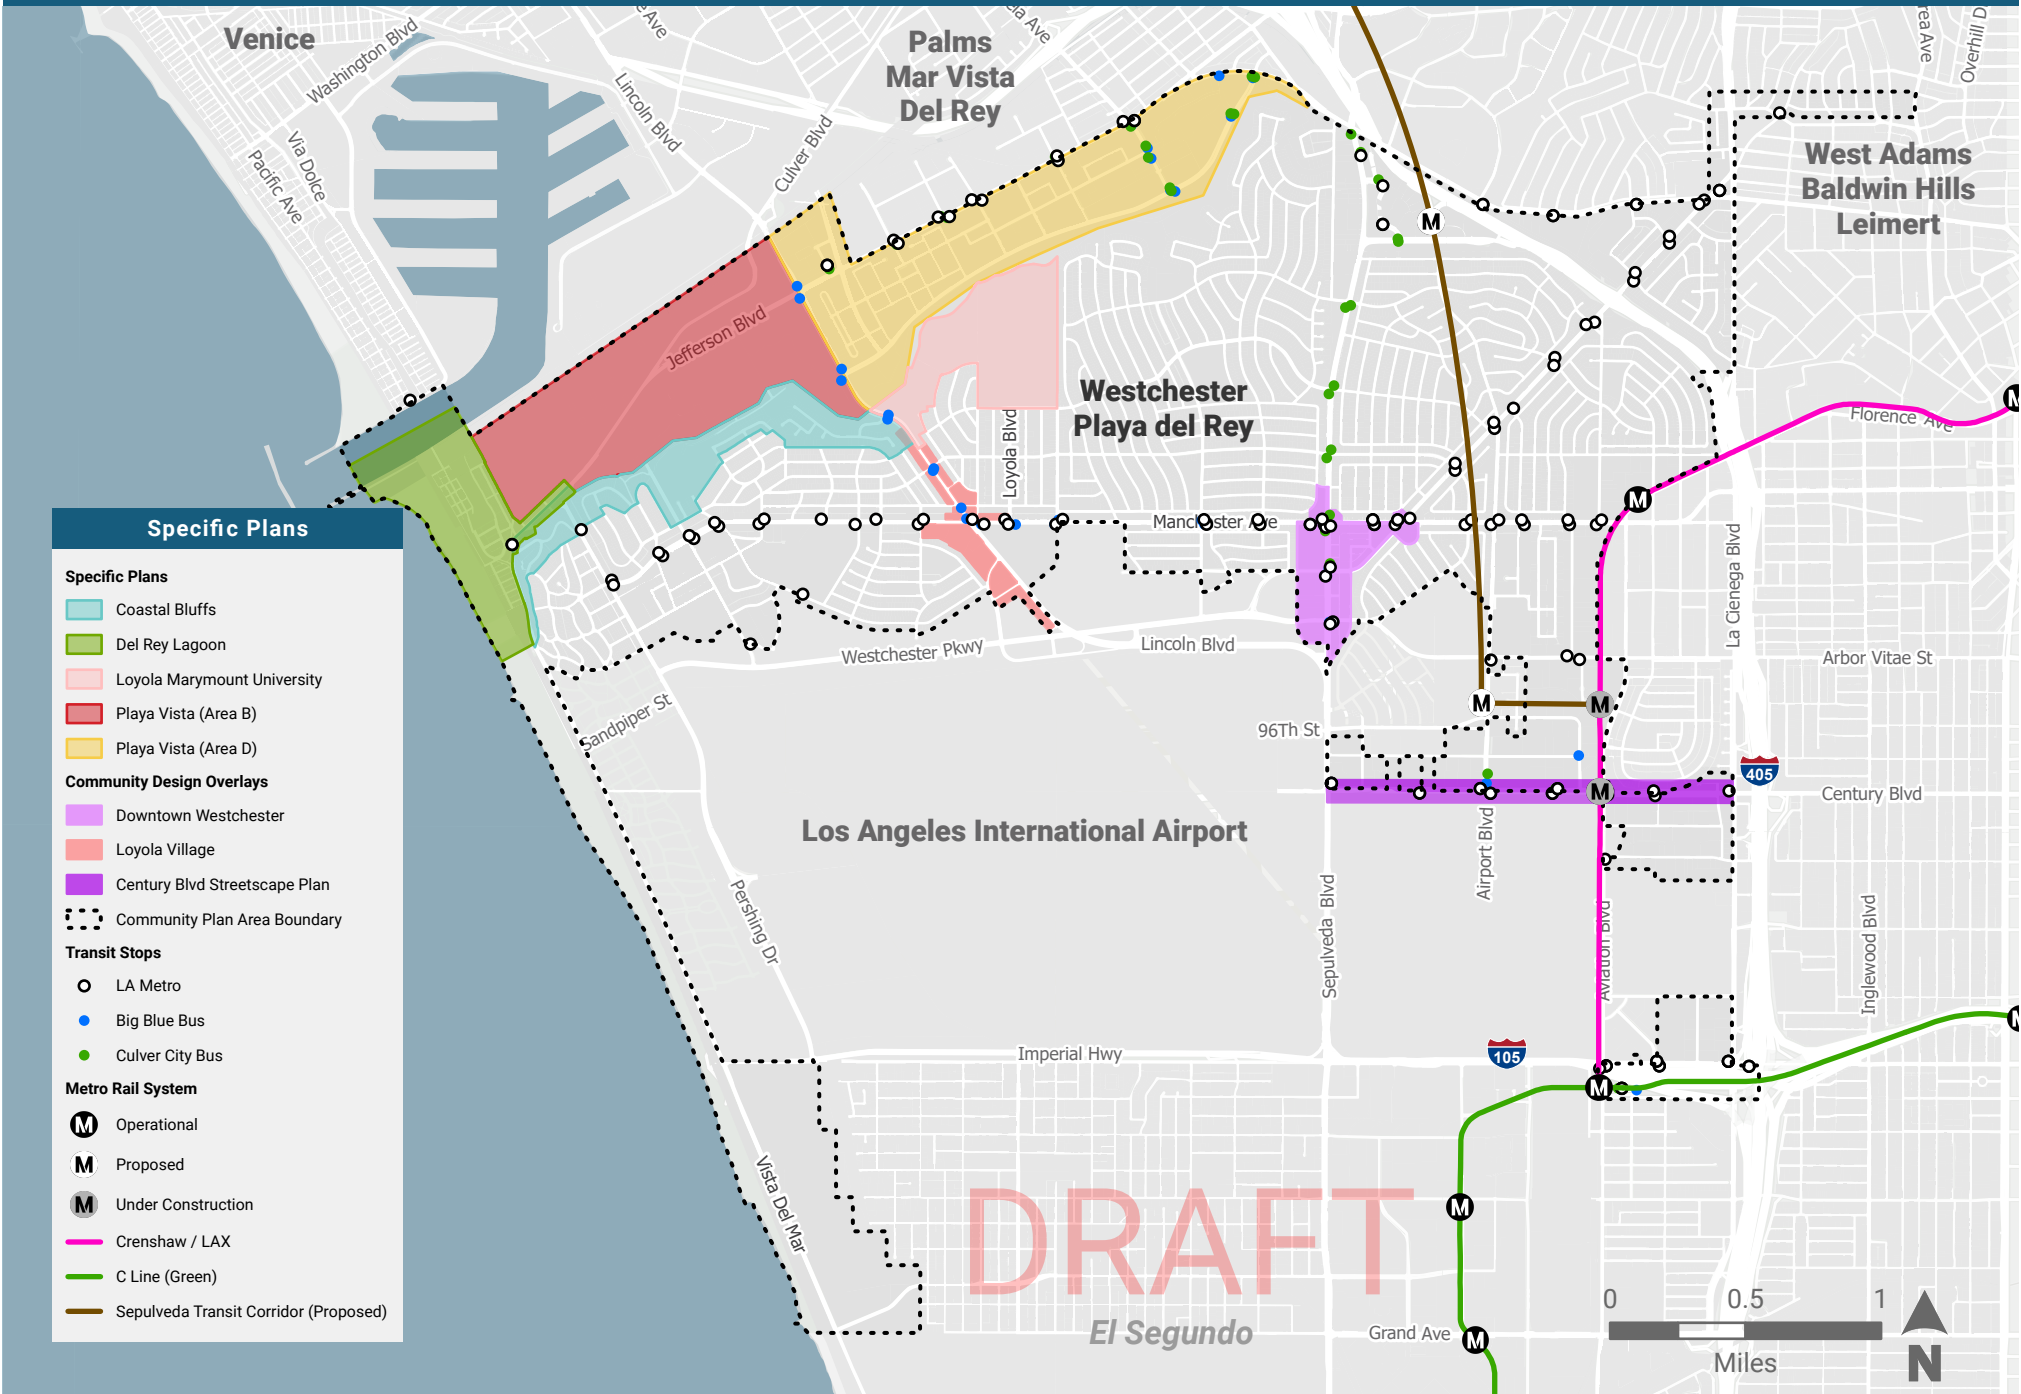 Venice
Washington Blvd
Via Dolce
Pacific Ave
Lincoln Blvd
Culver Blvd
Palms
Mar Vista
Del Rey
Overhill D
West Adams
Baldwin Hills
Leimert
M
Jefferson Blvd
Westchester
Playa del Rey
Loyola Blvd
M
Florence Ave
M
Manchester Ave
La Cienega Blvd
Lincoln Blvd
Westchester Pkwy
Arbor Vitae St
Sandpiper St
96Th St
M
M
405
M
Century Blvd
Los Angeles International Airport
Airport Blvd
Sepulveda Blvd
Aviation Blvd
Inglewood Blvd
Pershing Dr
Imperial Hwy
105
M
M
Vista Del Mar
M
DRAFT
El Segundo
Grand Ave
M
0 0.5 1
Miles
N
Specific Plans
Specific Plans
Coastal Bluffs
Del Rey Lagoon
Loyola Marymount University
Playa Vista (Area B)
Playa Vista (Area D)
Community Design Overlays
Downtown Westchester
Loyola Village
Century Blvd Streetscape Plan
Community Plan Area Boundary
Transit Stops
LA Metro
Big Blue Bus
Culver City Bus
Metro Rail System
M Operational
M Proposed
M Under Construction
Crenshaw / LAX
C Line (Green)
Sepulveda Transit Corridor (Proposed)